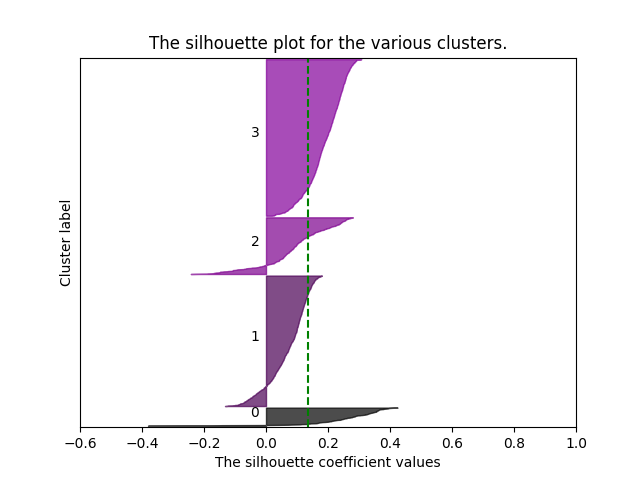 The silhouette plot for the various clusters.
Cluster label
3
2
1
0
−0.6 −0.4 −0.2 0.0 0.2 0.4 0.6 0.8 1.0
The silhouette coefficient values